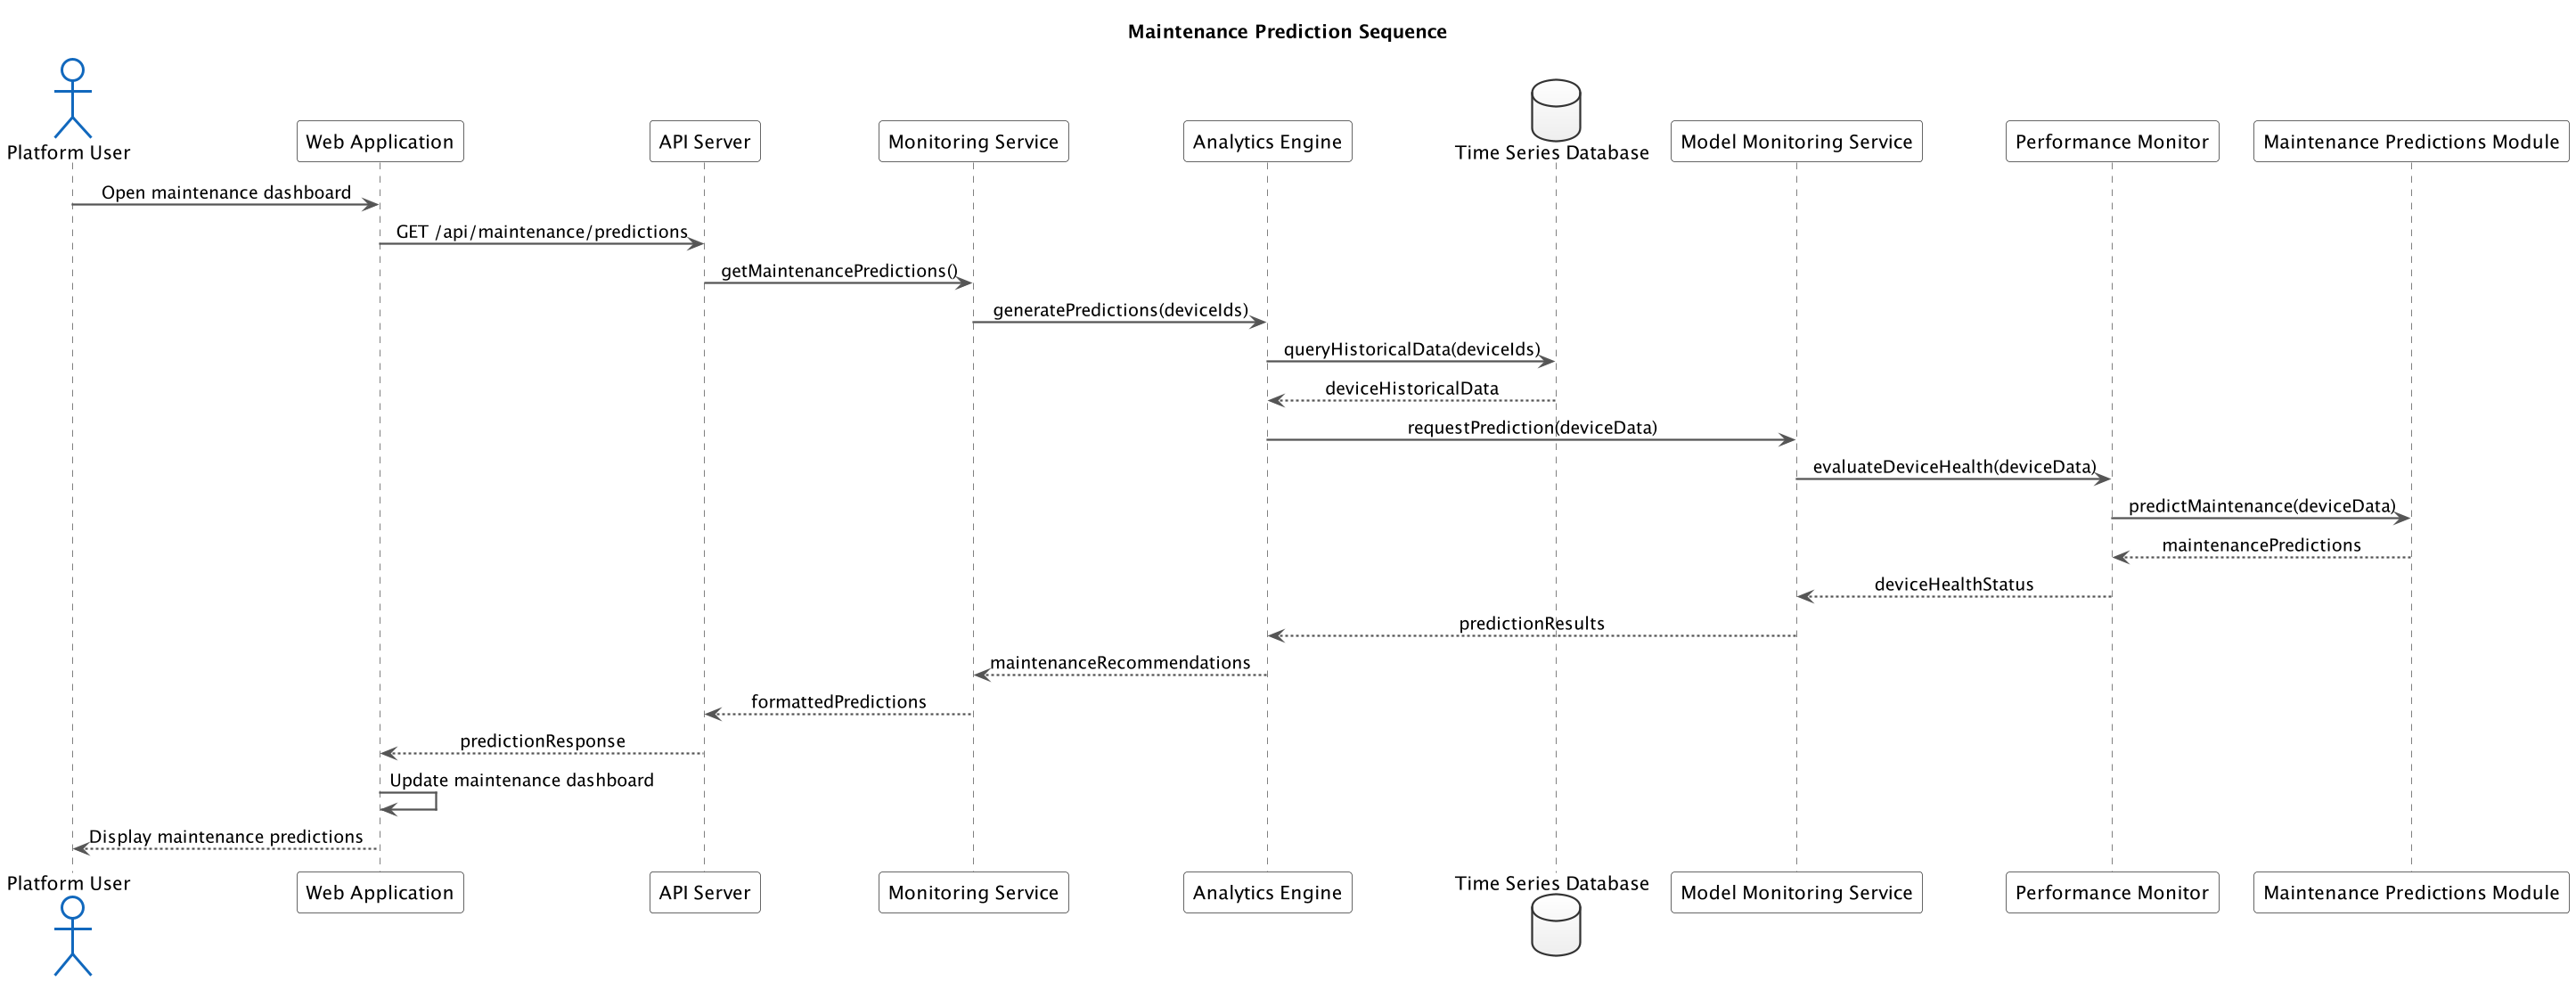 Maintenance Prediction Sequence
Platform User
Web Application
API Server
Monitoring Service
Analytics Engine
Time Series Database
Model Monitoring Service
Performance Monitor
Maintenance Predictions Module
Open maintenance dashboard
GET /api/maintenance/predictions
getMaintenancePredictions()
generatePredictions(deviceIds)
queryHistoricalData(deviceIds)
deviceHistoricalData
requestPrediction(deviceData)
evaluateDeviceHealth(deviceData)
predictMaintenance(deviceData)
maintenancePredictions
deviceHealthStatus
predictionResults
maintenanceRecommendations
formattedPredictions
predictionResponse
Update maintenance dashboard
Display maintenance predictions
Platform User
Web Application
API Server
Monitoring Service
Analytics Engine
Time Series Database
Model Monitoring Service
Performance Monitor
Maintenance Predictions Module